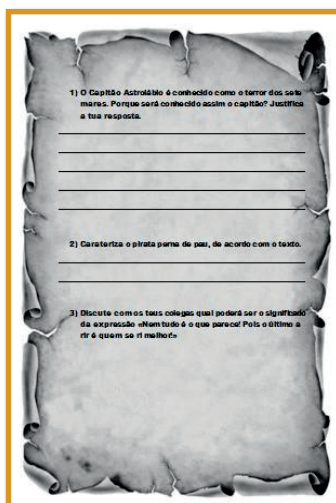 1) O Capitão Astrolábio é conhecido como o terror dos sete
mares. Porque será conhecido assim o capitão? Justifica
a tua resposta.
2) Carateriza o pirata perna de pau, de acordo com o texto.
3) Discute com os teus colegas qual poderá ser o significado
da expressão «Nem tudo é o que parece! Pois o último a
rir é quem se ri melhor!»